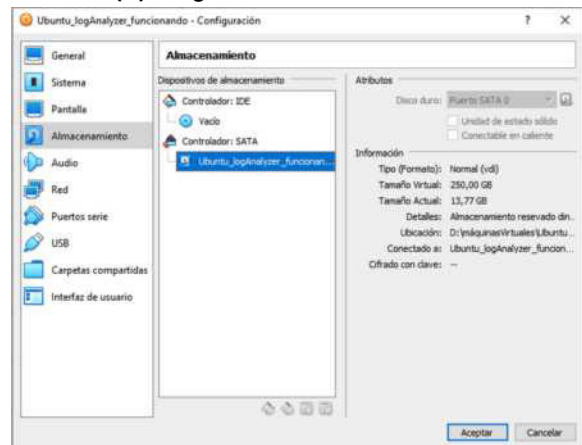 Ubuntu_logAnalyzer_funcionando - Configuración
?
General
Sistema
Pantalla
Almacenamiento
Audio
Red
Puertos serie
USB
Carpetas compartidas
Interfaz de usuario
Almacenamiento
Dispositivos de almacenamiento
Controlador: IDE
Vacío
Controlador: SATA
Ubuntu_logAnalyzer_funcionan...
Atributos
Disco duro: Puerto SATA 0
Unidad de estado sólido
Conectable en caliente
Información
Tipo (Formato): Normal (vdi)
Tamaño Virtual: 250,00 GB
Tamaño Actual: 13,77 GB
Detalles: Almacenamiento reservado din...
Ubicación: D:\máquinasVirtuales\Ubuntu...
Conectado a: Ubuntu_logAnalyzer_funcion...
Cifrado con clave: --
Aceptar
Cancelar